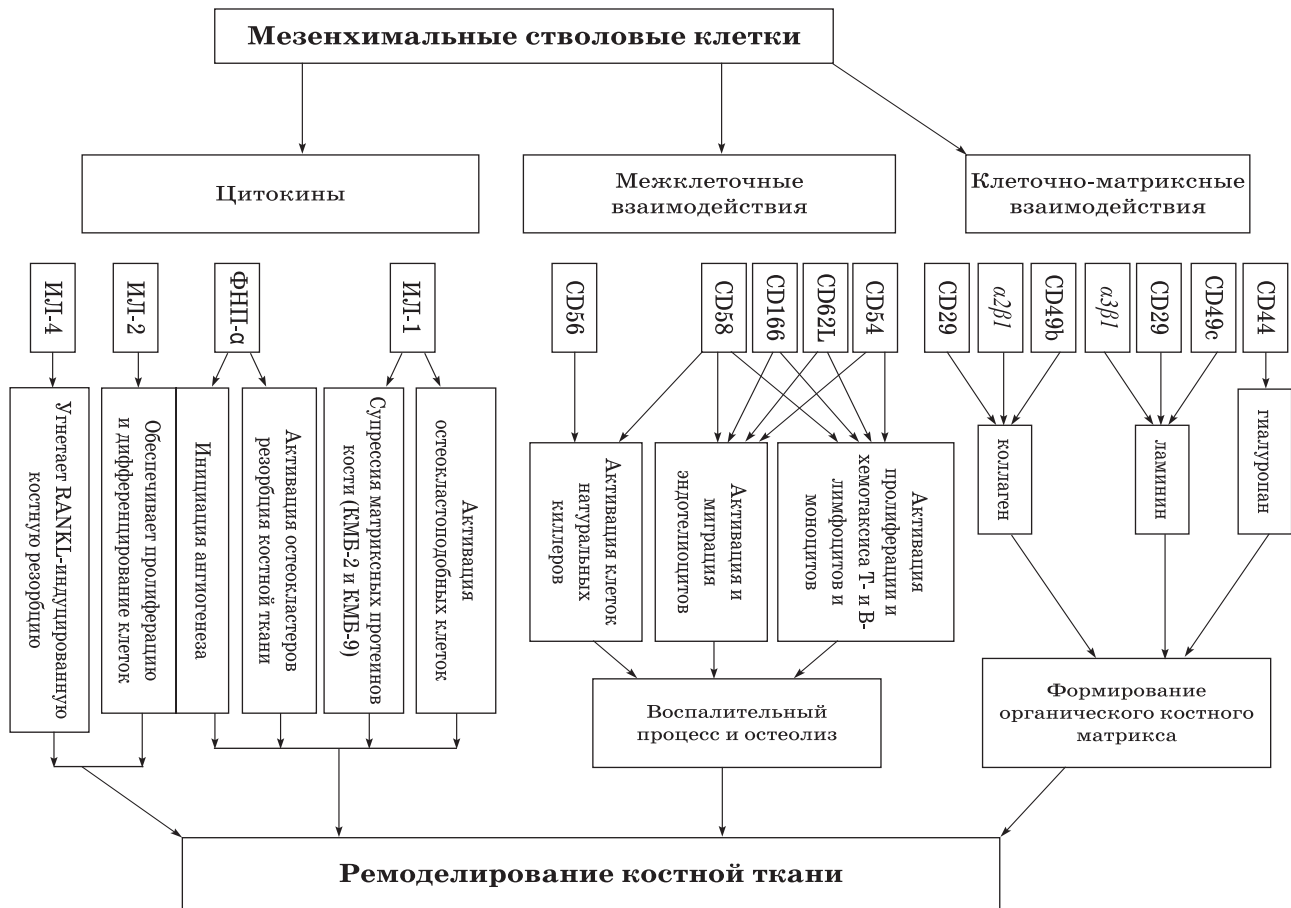 Мезенхимальные стволовые клетки
Цитокины
Межклеточные
взаимодействия
Клеточно-матриксные
взаимодействия
ИЛ-4
ИЛ-2
ФНП-α
ИЛ-1
CD56
CD58
CD166
CD62L
CD54
CD29
α2β1
CD49b
α3β1
CD29
CD49c
CD44
Угнетает RANKL-индуцированную
костную резорбцию
Обеспечивает пролиферацию
и дифференцирование клеток
Инициация ангиогенеза
Активация остеокластеров
резорбция костной ткани
Супрессия матриксных протеинов
кости (КМБ-2 и КМБ-9)
Активация
остеокластоподобных клеток
Активация клеток
натуральных
киллеров
Активация и
миграция
эндотелиоцитов
Активация
пролиферации и
хемотаксиса Т- и В-
лимфоцитов и
моноцитов
коллаген
ламинин
гиалуронан
Воспалительный
процесс и остеолиз
Формирование
органического костного
матрикса
Ремоделирование костной ткани